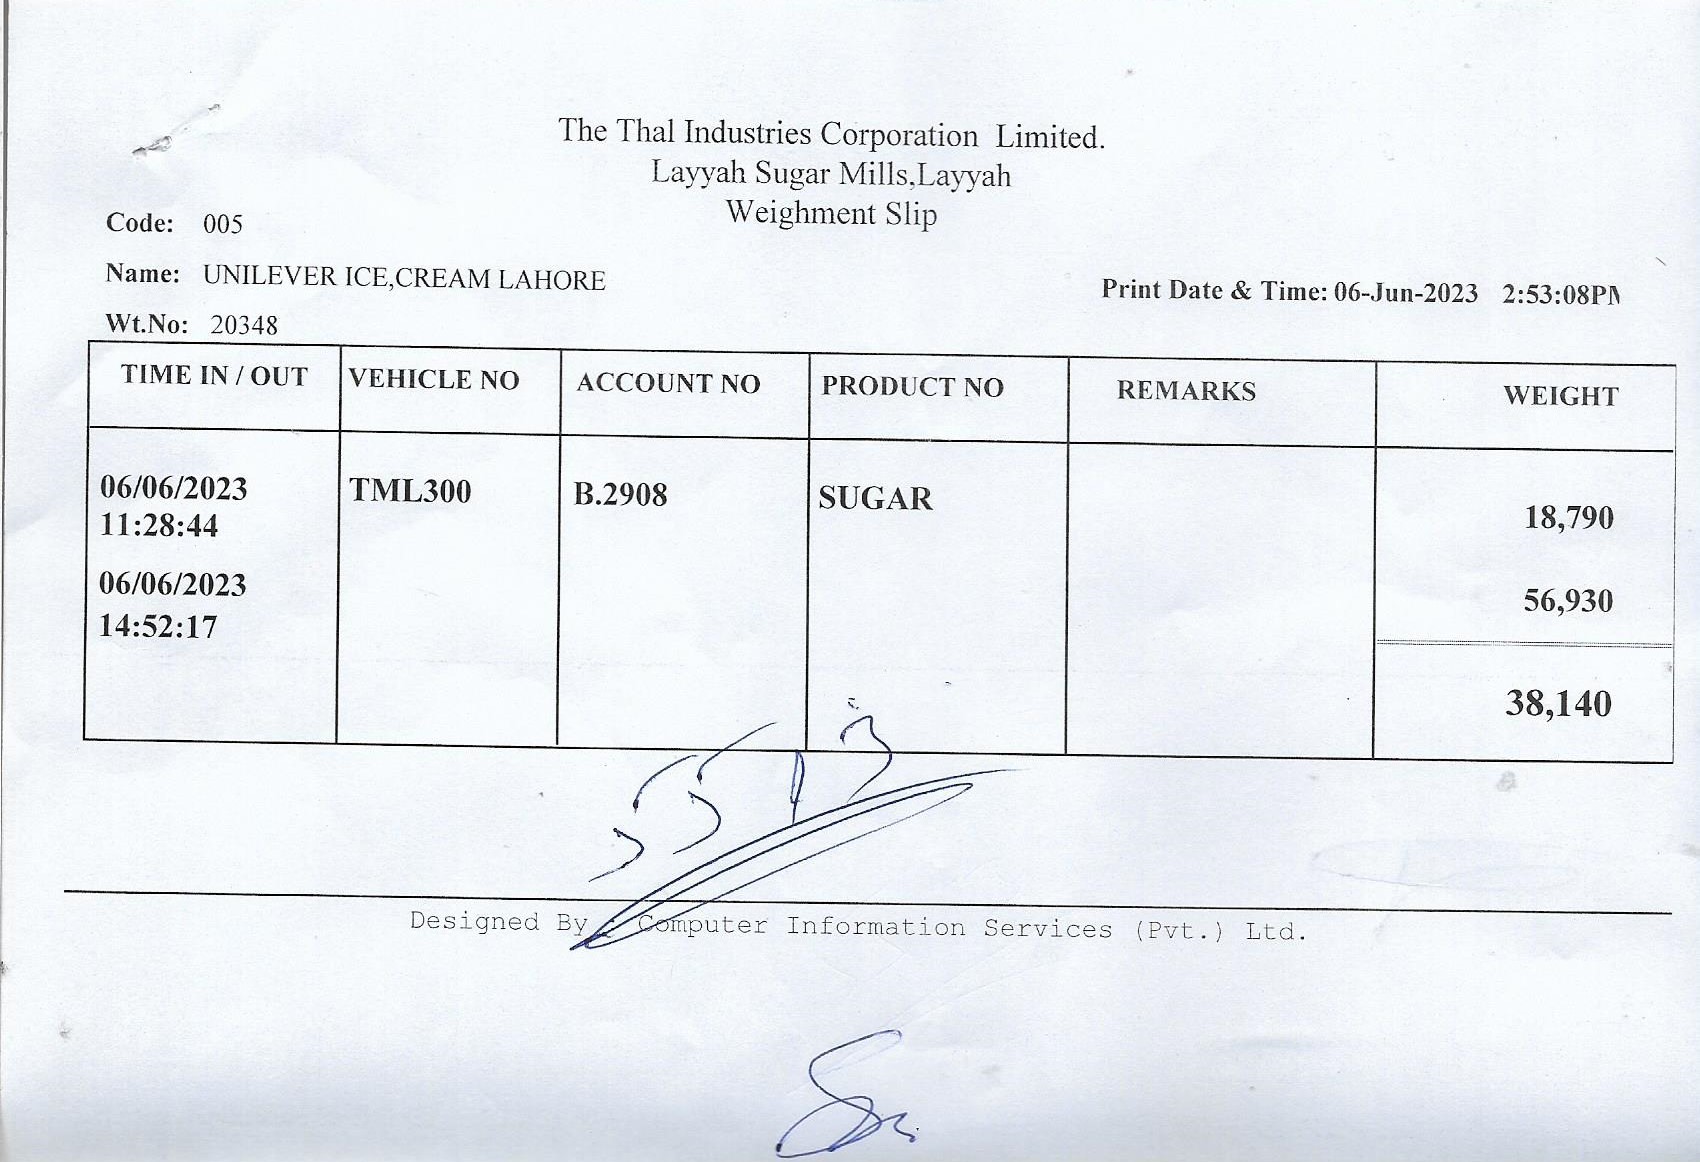 The Thal Industries Corporation Limited.
Layyah Sugar Mills,Layyah
Weighment Slip
Code: 005
Name: UNILEVER ICE,CREAM LAHORE
Print Date & Time: 06-Jun-2023 2:53:08PM
Wt.No: 20348
TIME IN / OUT VEHICLE NO ACCOUNT NO PRODUCT NO REMARKS WEIGHT
06/06/2023 TML300 B.2908 SUGAR 18,790
11:28:44
06/06/2023 56,930
14:52:17
38,140
Designed By : Computer Information Services (Pvt.) Ltd.